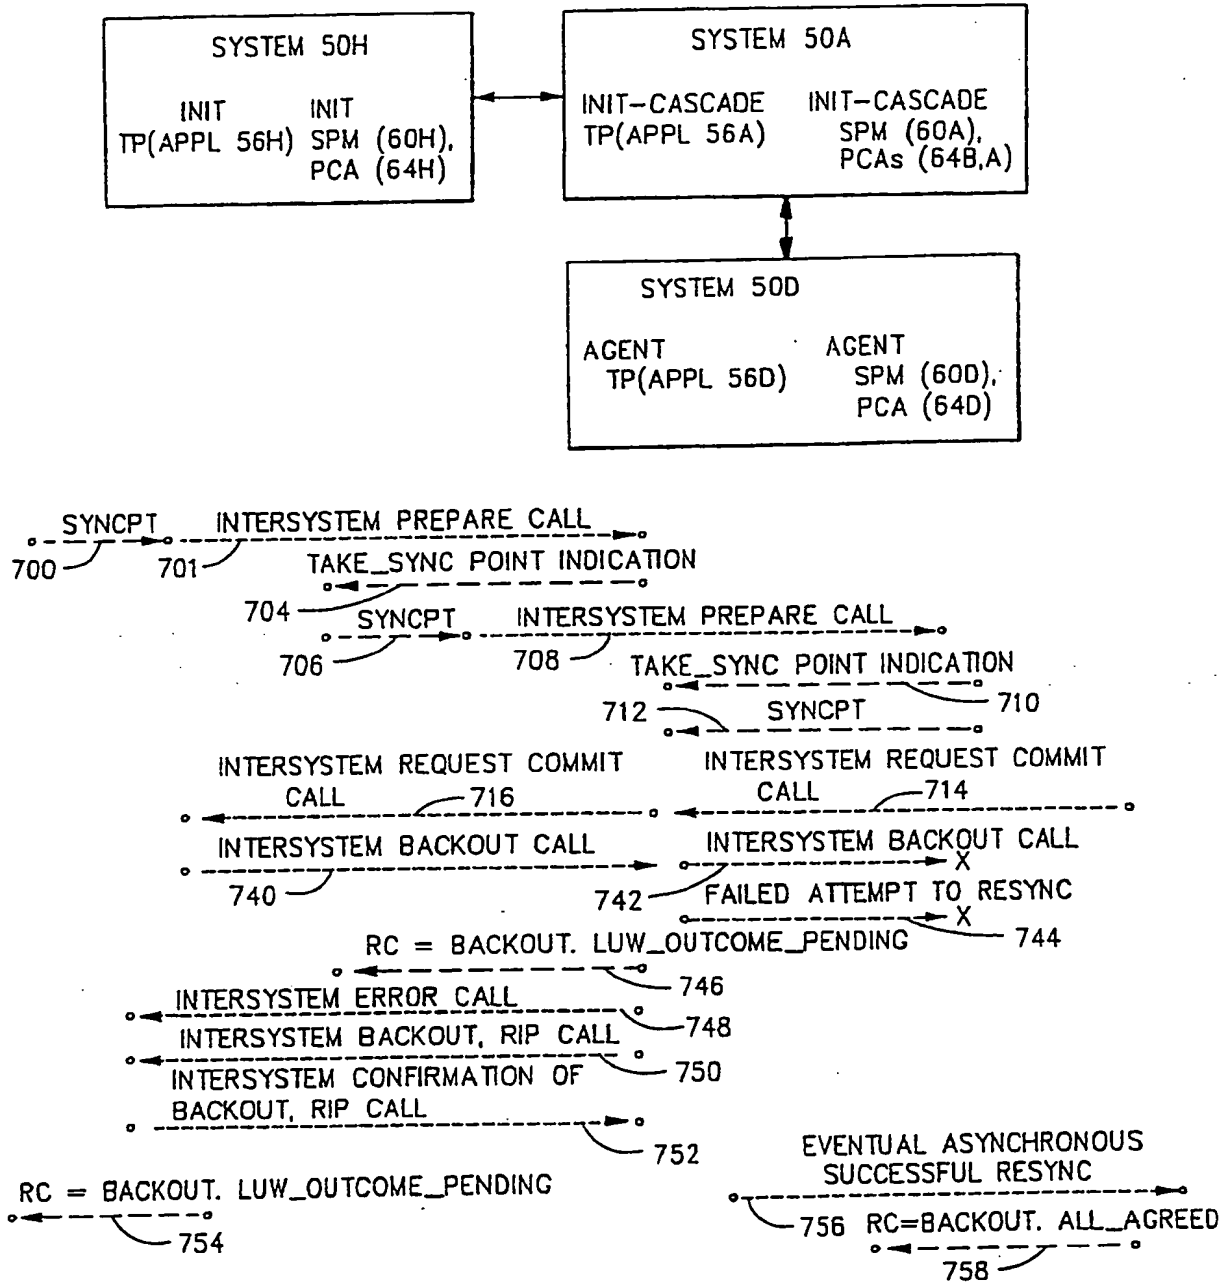 SYSTEM 50H
INIT INIT
TP(APPL 56H) SPM (60H),
PCA (64H)
SYSTEM 50A
INIT-CASCADE INIT-CASCADE
TP(APPL 56A) SPM (60A),
PCAs (64B,A)
SYSTEM 50D
AGENT AGENT
TP(APPL 56D) SPM (60D),
PCA (64D)
SYNCPT INTERSYSTEM PREPARE CALL
700 701
TAKE_SYNC POINT INDICATION
704
SYNCPT INTERSYSTEM PREPARE CALL
706 708
TAKE_SYNC POINT INDICATION
710
712 SYNCPT
INTERSYSTEM REQUEST COMMIT
CALL 716
INTERSYSTEM REQUEST COMMIT
CALL 714
INTERSYSTEM BACKOUT CALL
740
INTERSYSTEM BACKOUT CALL
742 X
FAILED ATTEMPT TO RESYNC
X
744
RC = BACKOUT. LUW_OUTCOME_PENDING
746
INTERSYSTEM ERROR CALL
748
INTERSYSTEM BACKOUT, RIP CALL
750
INTERSYSTEM CONFIRMATION OF
BACKOUT, RIP CALL
752
RC = BACKOUT. LUW_OUTCOME_PENDING
754
EVENTUAL ASYNCHRONOUS
SUCCESSFUL RESYNC
756
RC=BACKOUT. ALL_AGREED
758